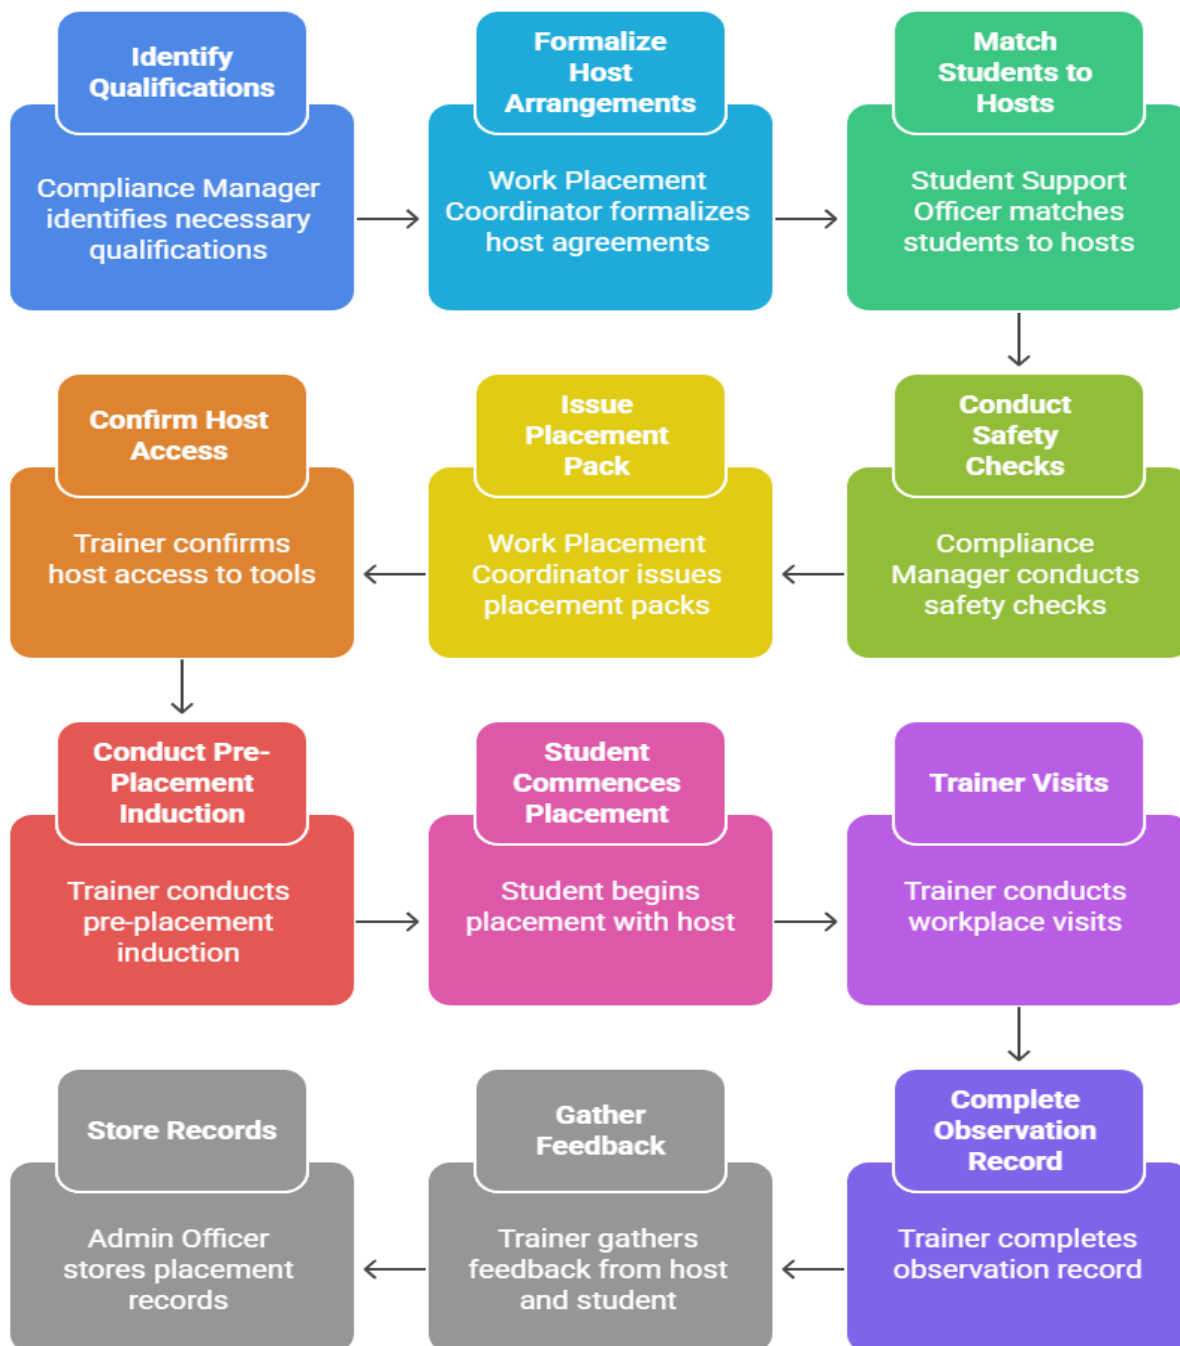 Identify
Qualifications
Compliance Manager
identifies necessary
qualifications
Formalize
Host
Arrangements
Work Placement
Coordinator formalizes
host agreements
Match
Students to
Hosts
Student Support
Officer matches
students to hosts
Conduct
Safety
Checks
Compliance
Manager conducts
safety checks
Issue
Placement
Pack
Work Placement
Coordinator issues
placement packs
Confirm Host
Access
Trainer confirms
host access to tools
Conduct Pre-
Placement
Induction
Trainer conducts
pre-placement
induction
Student
Commences
Placement
Student begins
placement with host
Trainer Visits
Trainer conducts
workplace visits
Complete
Observation
Record
Trainer completes
observation record
Gather
Feedback
Trainer gathers
feedback from host
and student
Store Records
Admin Officer
stores placement
records